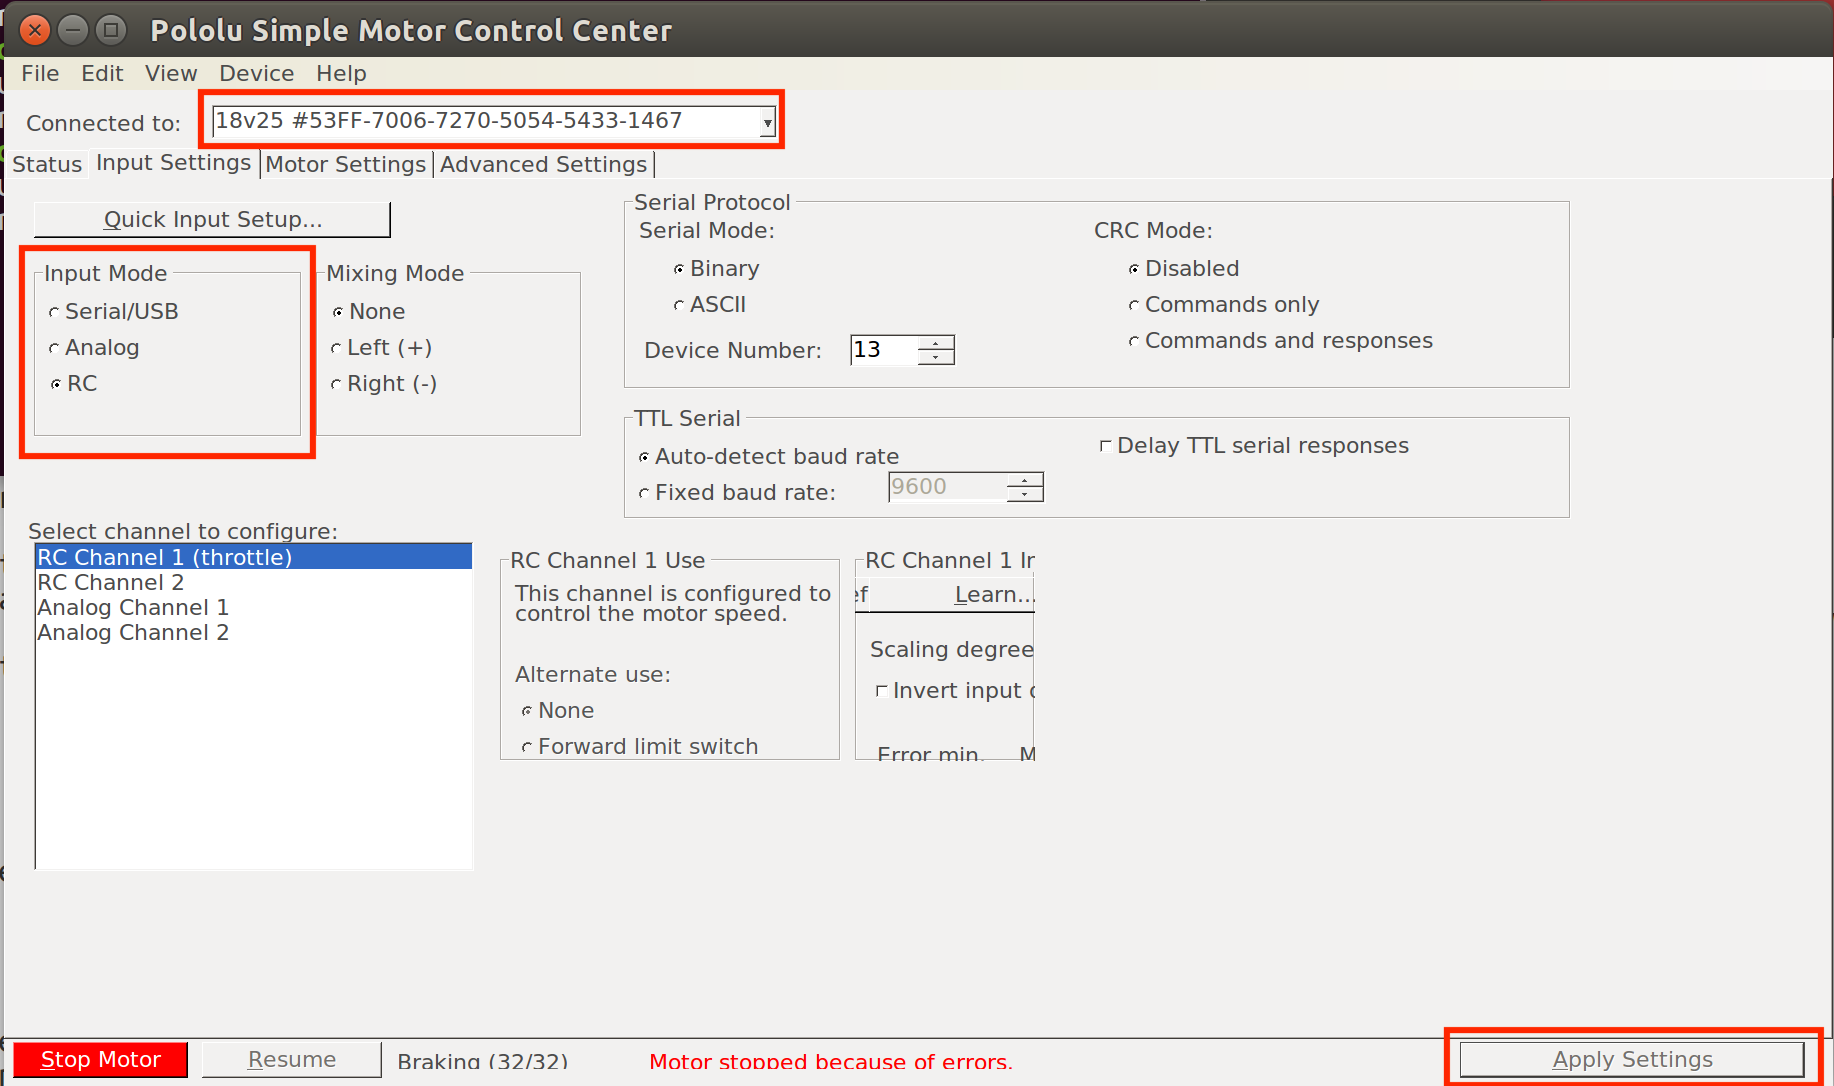 Pololu Simple Motor Control Center
File Edit View Device Help
Connected to: 18v25 #53FF-7006-7270-5054-5433-1467
Status Input Settings Motor Settings Advanced Settings
Quick Input Setup...
Input Mode
Serial/USB
Analog
RC
Mixing Mode
None
Left (+)
Right (-)
Serial Protocol
Serial Mode:
Binary
ASCII
Device Number: 13
CRC Mode:
Disabled
Commands only
Commands and responses
TTL Serial
Auto-detect baud rate
Fixed baud rate: 9600
Delay TTL serial responses
Select channel to configure:
RC Channel 1 (throttle)
RC Channel 2
Analog Channel 1
Analog Channel 2
RC Channel 1 Use
This channel is configured to
control the motor speed.
Alternate use:
None
Forward limit switch
RC Channel 1 In
Learn...
Scaling degree
Invert input
Error min.
Stop Motor Resume Braking (32/32) Motor stopped because of errors. Apply Settings